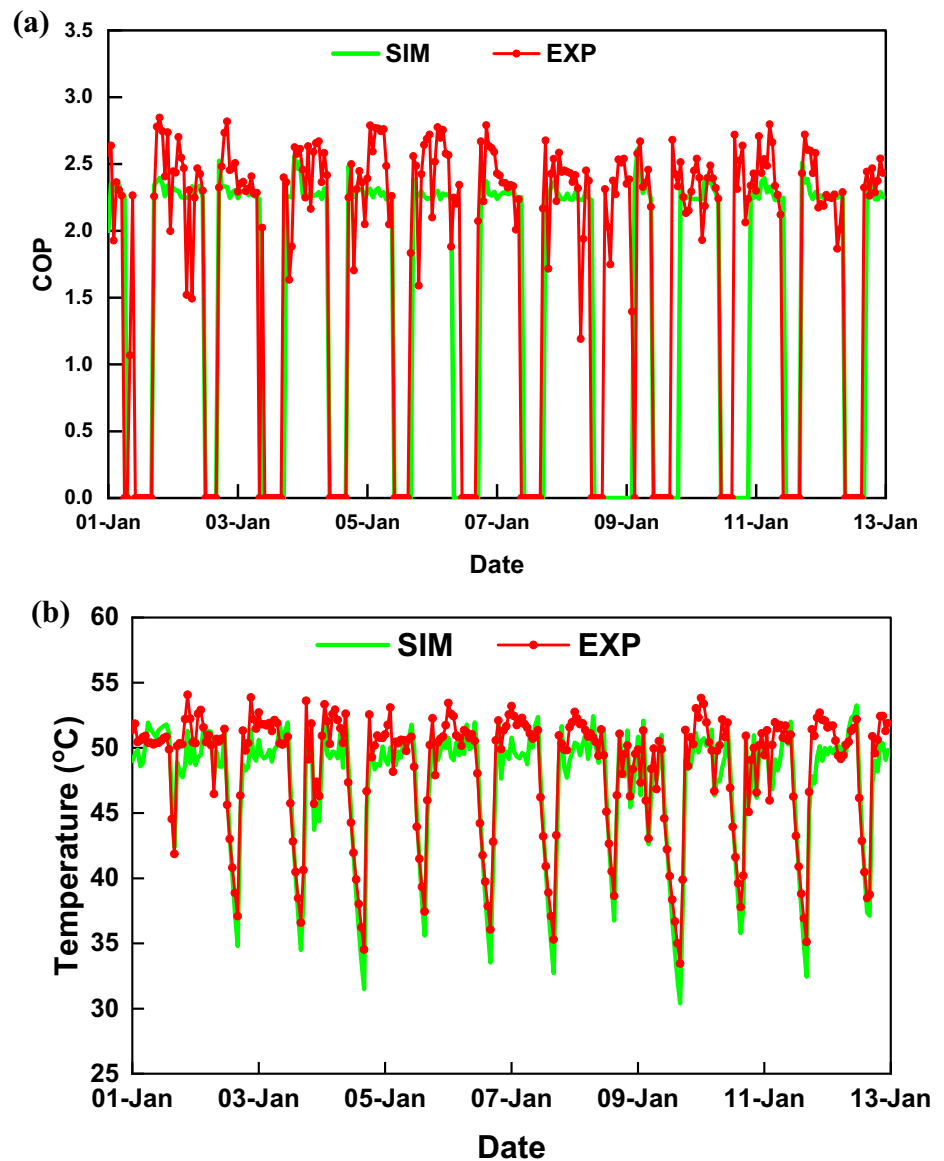 (a)
SIM EXP
COP
3.5
3.0
2.5
2.0
1.5
1.0
0.5
0.0
01-Jan 03-Jan 05-Jan 07-Jan 09-Jan 11-Jan 13-Jan
Date
(b)
SIM EXP
Temperature (ºC)
60
55
50
45
40
35
30
25
01-Jan 03-Jan 05-Jan 07-Jan 09-Jan 11-Jan 13-Jan
Date